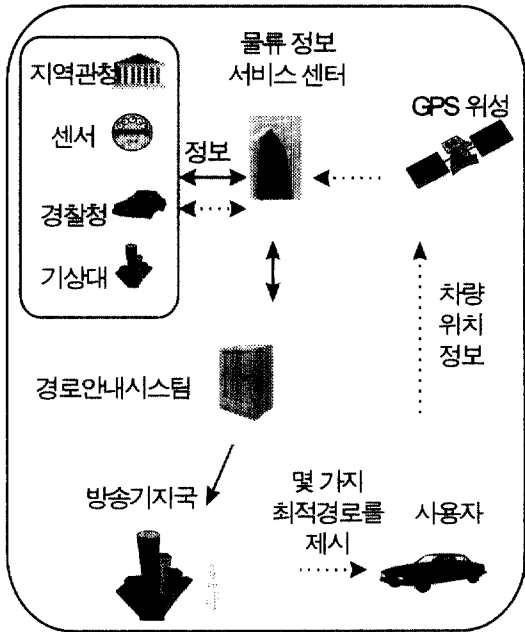 지역관청
센서
경찰청
기상대
정보
물류 정보
서비스 센터
GPS 위성
차량
위치
정보
경로안내시스팀
방송기지국
몇 가지
최적경로를
제시
사용자